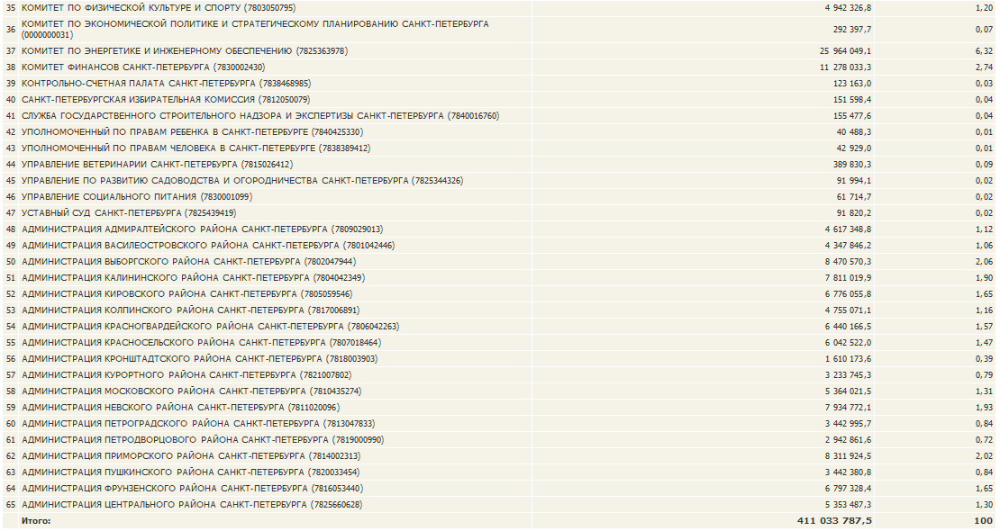 35 КОМИТЕТ ПО ФИЗИЧЕСКОЙ КУЛЬТУРЕ И СПОРТУ (7803050795) 4 942 326,8 1,20
36 КОМИТЕТ ПО ЭКОНОМИЧЕСКОЙ ПОЛИТИКЕ И СТРАТЕГИЧЕСКОМУ ПЛАНИРОВАНИЮ САНКТ-ПЕТЕРБУРГА
(0000000031) 292 397,7 0,07
37 КОМИТЕТ ПО ЭНЕРГЕТИКЕ И ИНЖЕНЕРНОМУ ОБЕСПЕЧЕНИЮ (7825363978) 25 964 049,1 6,32
38 КОМИТЕТ ФИНАНСОВ САНКТ-ПЕТЕРБУРГА (7830002430) 11 278 033,3 2,74
39 КОНТРОЛЬНО-СЧЕТНАЯ ПАЛАТА САНКТ-ПЕТЕРБУРГА (7838468985) 123 163,0 0,03
40 САНКТ-ПЕТЕРБУРГСКАЯ ИЗБИРАТЕЛЬНАЯ КОМИССИЯ (7812050079) 151 598,4 0,04
41 СЛУЖБА ГОСУДАРСТВЕННОГО СТРОИТЕЛЬНОГО НАДЗОРА И ЭКСПЕРТИЗЫ САНКТ-ПЕТЕРБУРГА (7840016760) 155 477,6 0,04
42 УПОЛНОМОЧЕННЫЙ ПО ПРАВАМ РЕБЕНКА В САНКТ-ПЕТЕРБУРГЕ (7840425330) 40 488,3 0,01
43 УПОЛНОМОЧЕННЫЙ ПО ПРАВАМ ЧЕЛОВЕКА В САНКТ-ПЕТЕРБУРГЕ (7838389412) 42 929,0 0,01
44 УПРАВЛЕНИЕ ВЕТЕРИНАРИИ САНКТ-ПЕТЕРБУРГА (7815026412) 389 830,3 0,09
45 УПРАВЛЕНИЕ ПО РАЗВИТИЮ САДОВОДСТВА И ОГОРОДНИЧЕСТВА САНКТ-ПЕТЕРБУРГА (7825344326) 91 994,1 0,02
46 УПРАВЛЕНИЕ СОЦИАЛЬНОГО ПИТАНИЯ (7830001099) 61 714,7 0,02
47 УСТАВНЫЙ СУД САНКТ-ПЕТЕРБУРГА (7825439419) 91 820,2 0,02
48 АДМИНИСТРАЦИЯ АДМИРАЛТЕЙСКОГО РАЙОНА САНКТ-ПЕТЕРБУРГА (7809029013) 4 617 348,8 1,12
49 АДМИНИСТРАЦИЯ ВАСИЛЕОСТРОВСКОГО РАЙОНА САНКТ-ПЕТЕРБУРГА (7801042446) 4 347 846,2 1,06
50 АДМИНИСТРАЦИЯ ВЫБОРГСКОГО РАЙОНА САНКТ-ПЕТЕРБУРГА (7802047944) 8 470 570,3 2,06
51 АДМИНИСТРАЦИЯ КАЛИНИНСКОГО РАЙОНА САНКТ-ПЕТЕРБУРГА (7804042349) 7 811 019,9 1,90
52 АДМИНИСТРАЦИЯ КИРОВСКОГО РАЙОНА САНКТ-ПЕТЕРБУРГА (7805059546) 6 776 055,8 1,65
53 АДМИНИСТРАЦИЯ КОЛПИНСКОГО РАЙОНА САНКТ-ПЕТЕРБУРГА (7817006891) 4 755 071,1 1,16
54 АДМИНИСТРАЦИЯ КРАСНОГВАРДЕЙСКОГО РАЙОНА САНКТ-ПЕТЕРБУРГА (7806042263) 6 440 166,5 1,57
55 АДМИНИСТРАЦИЯ КРАСНОСЕЛЬСКОГО РАЙОНА САНКТ-ПЕТЕРБУРГА (7807018464) 6 042 522,0 1,47
56 АДМИНИСТРАЦИЯ КРОНШТАДТСКОГО РАЙОНА САНКТ-ПЕТЕРБУРГА (7818003903) 1 610 173,6 0,39
57 АДМИНИСТРАЦИЯ КУРОРТНОГО РАЙОНА САНКТ-ПЕТЕРБУРГА (7821007802) 3 233 745,3 0,79
58 АДМИНИСТРАЦИЯ МОСКОВСКОГО РАЙОНА САНКТ-ПЕТЕРБУРГА (7810435274) 5 364 021,5 1,31
59 АДМИНИСТРАЦИЯ НЕВСКОГО РАЙОНА САНКТ-ПЕТЕРБУРГА (7811020096) 7 934 772,1 1,93
60 АДМИНИСТРАЦИЯ ПЕТРОГРАДСКОГО РАЙОНА САНКТ-ПЕТЕРБУРГА (7813047833) 3 442 995,7 0,84
61 АДМИНИСТРАЦИЯ ПЕТРОДВОРЦОВОГО РАЙОНА САНКТ-ПЕТЕРБУРГА (7819000990) 2 942 861,6 0,72
62 АДМИНИСТРАЦИЯ ПРИМОРСКОГО РАЙОНА САНКТ-ПЕТЕРБУРГА (7814002313) 8 311 924,5 2,02
63 АДМИНИСТРАЦИЯ ПУШКИНСКОГО РАЙОНА САНКТ-ПЕТЕРБУРГА (7820033454) 3 442 380,8 0,84
64 АДМИНИСТРАЦИЯ ФРУНЗЕНСКОГО РАЙОНА САНКТ-ПЕТЕРБУРГА (7816053440) 6 797 328,4 1,65
65 АДМИНИСТРАЦИЯ ЦЕНТРАЛЬНОГО РАЙОНА САНКТ-ПЕТЕРБУРГА (7825660628) 5 353 487,3 1,30
Итого: 411 033 787,5 100